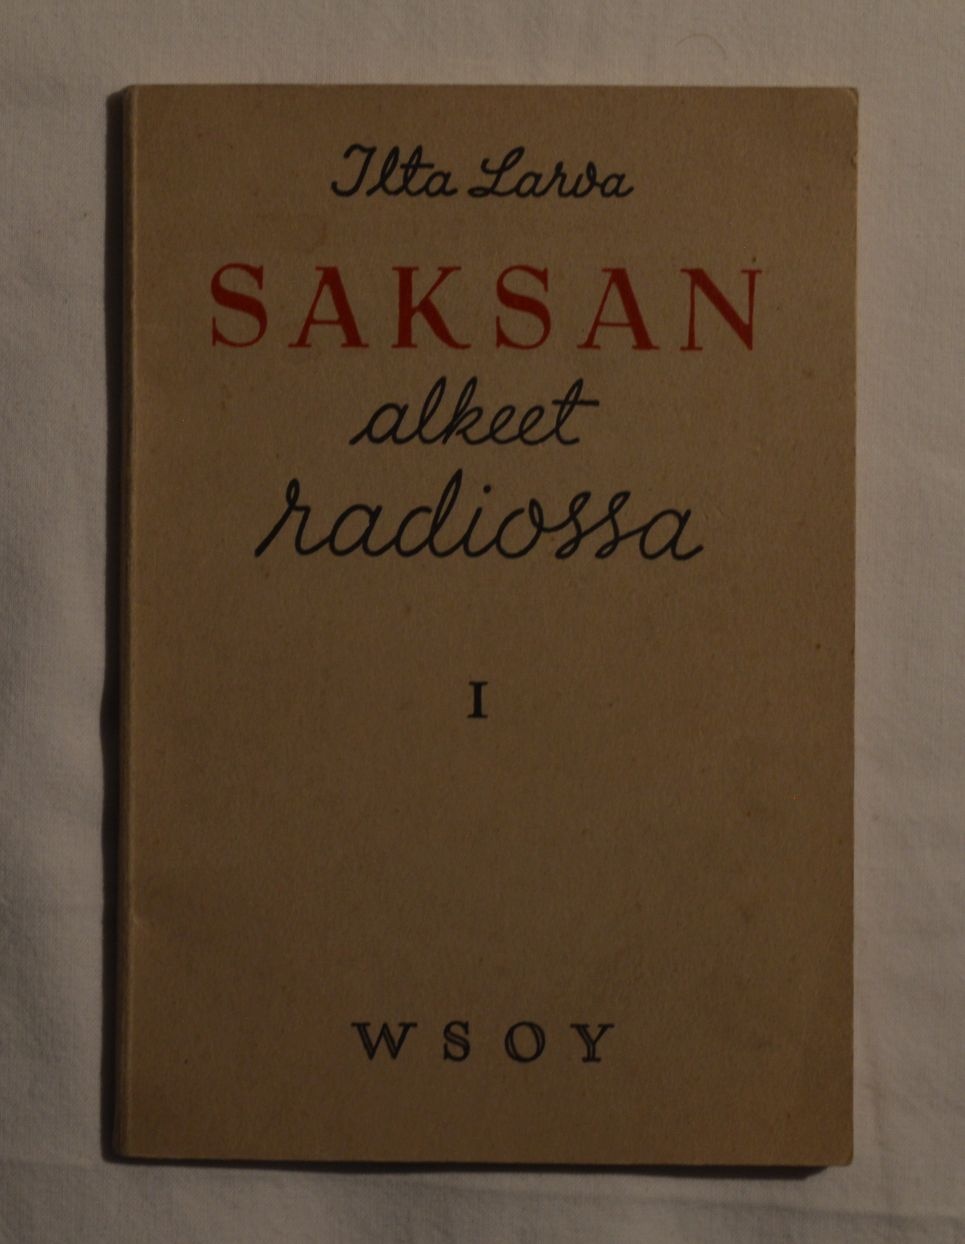 Ilta Larva
SAKSAN
alkeet
radiossa
I
WSOY